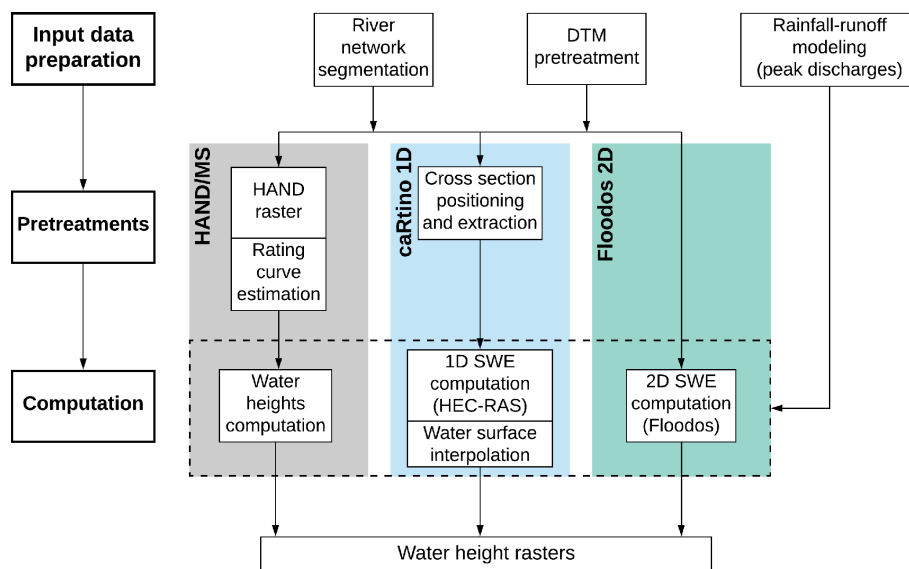 Input data
preparation
River
network
segmentation
DTM
pretreatment
Rainfall-runoff
modeling
(peak discharges)
HAND/MS
caRtino 1D
Floodos 2D
Pretreatments
HAND
raster
Rating
curve
estimation
Cross section
positioning
and extraction
Computation
Water
heights
computation
1D SWE
computation
(HEC-RAS)
Water surface
interpolation
2D SWE
computation
(Floodos)
Water height rasters